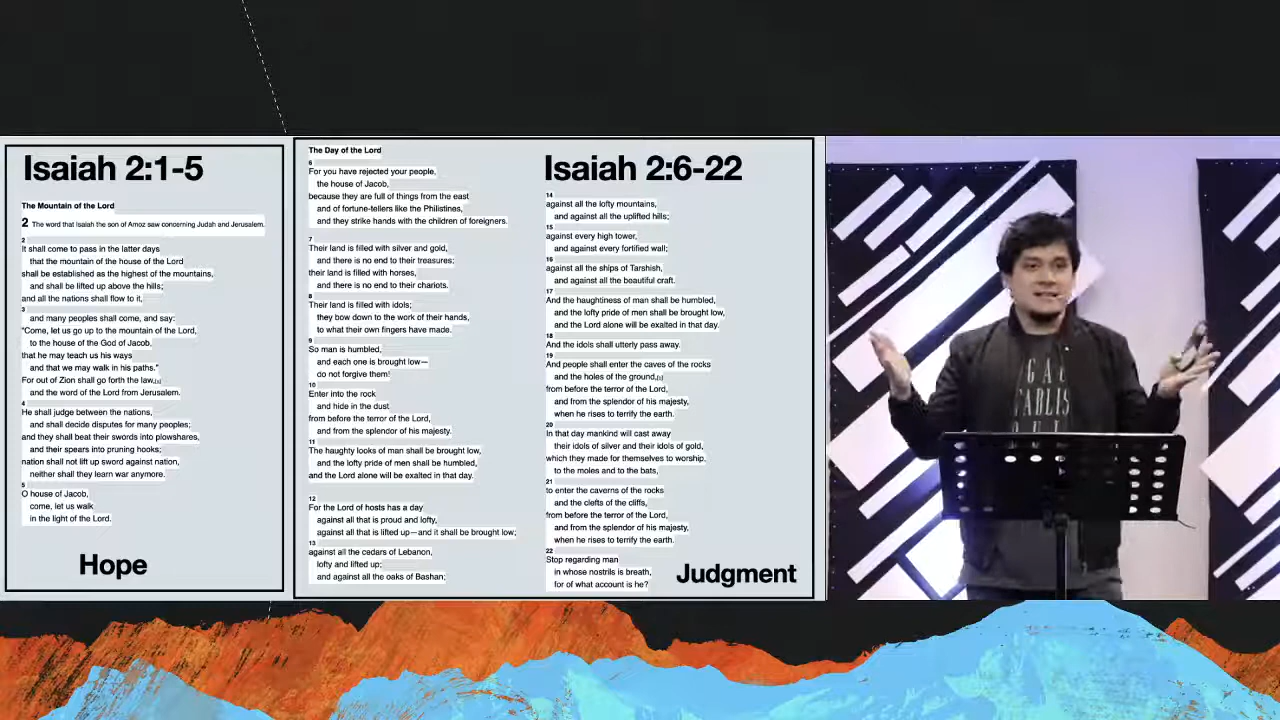 Isaiah 2:1-5
The Mountain of the Lord
2 The word that Isaiah the son of Amoz saw concerning Judah and Jerusalem.
2
It shall come to pass in the latter days
that the mountain of the house of the Lord
shall be established as the highest of the mountains,
and shall be lifted up above the hills;
and all the nations shall flow to it,
3
and many peoples shall come, and say:
"Come, let us go up to the mountain of the Lord,
to the house of the God of Jacob,
that he may teach us his ways
and that we may walk in his paths."
For out of Zion shall go forth the law,[a]
and the word of the Lord from Jerusalem.
4
He shall judge between the nations,
and shall decide disputes for many peoples;
and they shall beat their swords into plowshares,
and their spears into pruning hooks;
nation shall not lift up sword against nation,
neither shall they learn war anymore.
5
O house of Jacob,
come, let us walk
in the light of the Lord.
Hope
The Day of the Lord
6
For you have rejected your people,
the house of Jacob,
because they are full of things from the east
and of fortune-tellers like the Philistines,
and they strike hands with the children of foreigners.
7
Their land is filled with silver and gold,
and there is no end to their treasures;
their land is filled with horses,
and there is no end to their chariots.
8
Their land is filled with idols;
they bow down to the work of their hands,
to what their own fingers have made.
9
So man is humbled,
and each one is brought low—
do not forgive them!
10
Enter into the rock
and hide in the dust
from before the terror of the Lord,
and from the splendor of his majesty.
11
The haughty looks of man shall be brought low,
and the lofty pride of men shall be humbled,
and the Lord alone will be exalted in that day.
12
For the Lord of hosts has a day
against all that is proud and lofty,
against all that is lifted up—and it shall be brought low;
13
against all the cedars of Lebanon,
lofty and lifted up;
and against all the oaks of Bashan;
Isaiah 2:6-22
14
against all the lofty mountains,
and against all the uplifted hills;
15
against every high tower,
and against every fortified wall;
16
against all the ships of Tarshish,
and against all the beautiful craft.
17
And the haughtiness of man shall be humbled,
and the lofty pride of men shall be brought low,
and the Lord alone will be exalted in that day.
18
And the idols shall utterly pass away.
19
And people shall enter the caves of the rocks
and the holes of the ground,[b]
from before the terror of the Lord,
and from the splendor of his majesty,
when he rises to terrify the earth.
20
In that day mankind will cast away
their idols of silver and their idols of gold,
which they made for themselves to worship,
to the moles and to the bats,
21
to enter the caverns of the rocks
and the clefts of the cliffs,
from before the terror of the Lord,
and from the splendor of his majesty,
when he rises to terrify the earth.
22
Stop regarding man
in whose nostrils is breath,
for of what account is he?
Judgment